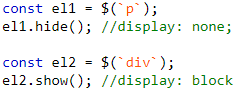 const el1 = $(`p`);
el1.hide(); //display: none;
const el2 = $(`div`);
el2.show(); //display: block